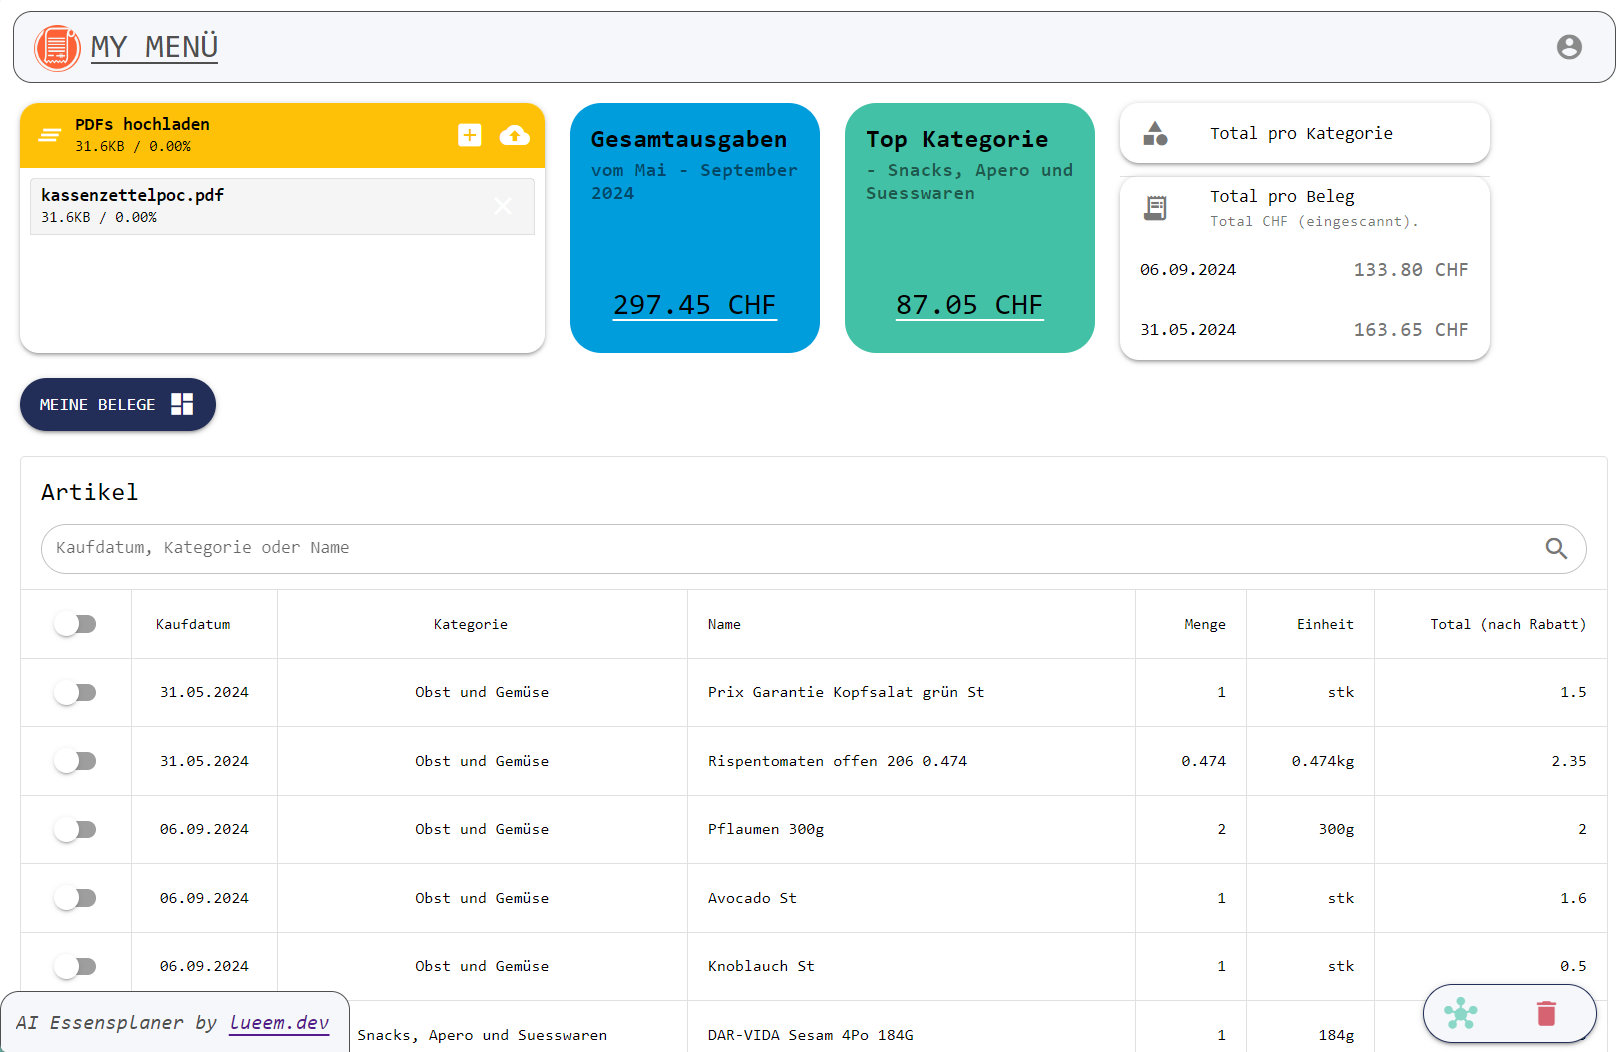 MY MENÜ
PDFs hochladen
31.6KB / 0.00%
kassenzettelpoc.pdf
31.6KB / 0.00%
Gesamtausgaben
vom Mai - September
2024
297.45 CHF
Top Kategorie
- Snacks, Apero und
Suesswaren
87.05 CHF
Total pro Kategorie
Total pro Beleg
Total CHF (eingescannt).
06.09.2024 133.80 CHF
31.05.2024 163.65 CHF
MEINE BELEGE
Artikel
Kaufdatum, Kategorie oder Name
Kaufdatum Kategorie Name Menge Einheit Total (nach Rabatt)
31.05.2024 Obst und Gemüse Prix Garantie Kopfsalat grün St 1 stk 1.5
31.05.2024 Obst und Gemüse Rispentomaten offen 206 0.474 0.474 0.474kg 2.35
06.09.2024 Obst und Gemüse Pflaumen 300g 2 300g 2
06.09.2024 Obst und Gemüse Avocado St 1 stk 1.6
06.09.2024 Obst und Gemüse Knoblauch St 1 stk 0.5
Snacks, Apero und Suesswaren DAR-VIDA Sesam 4Po 184G 1 184g
AI Essensplaner by lueem.dev